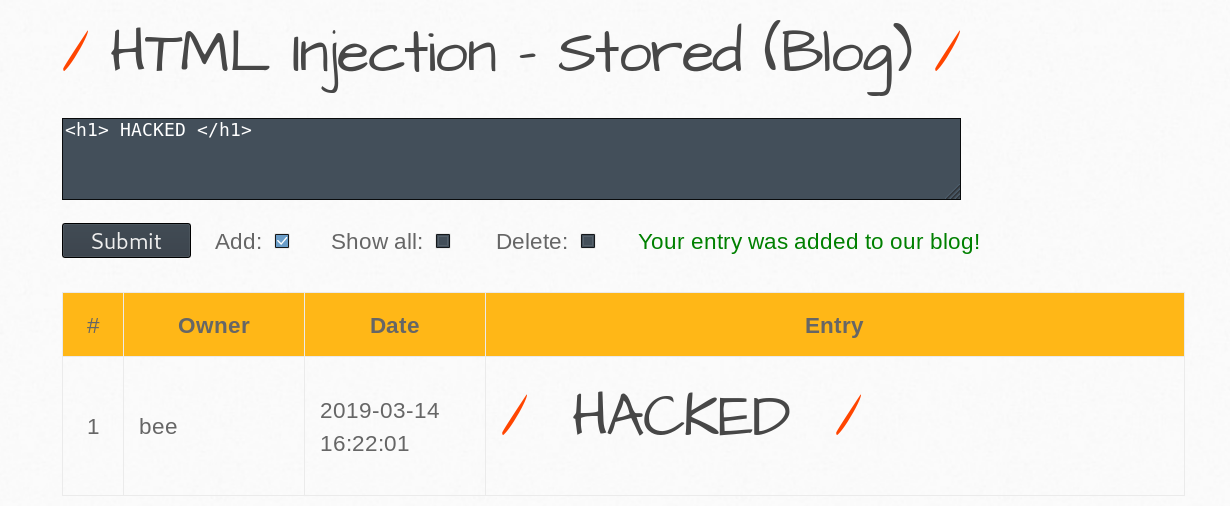 / HTML Injection - Stored (Blog) /
<h1> HACKED </h1>
Submit Add: Show all: Delete: Your entry was added to our blog!
# Owner Date Entry
1 bee 2019-03-14 16:22:01 / HACKED /